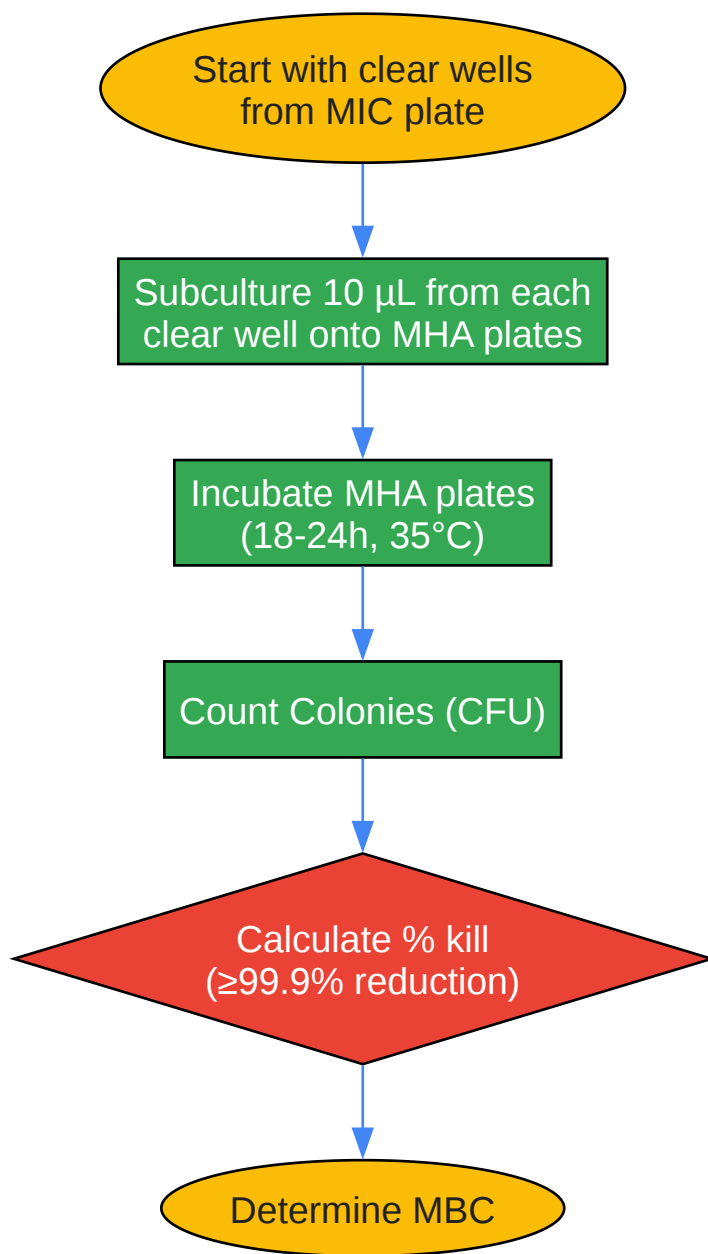 Start with clear wells
from MIC plate
Subculture 10 µL from each
clear well onto MHA plates
Incubate MHA plates
(18-24h, 35°C)
Count Colonies (CFU)
Calculate % kill
(≥99.9% reduction)
Determine MBC